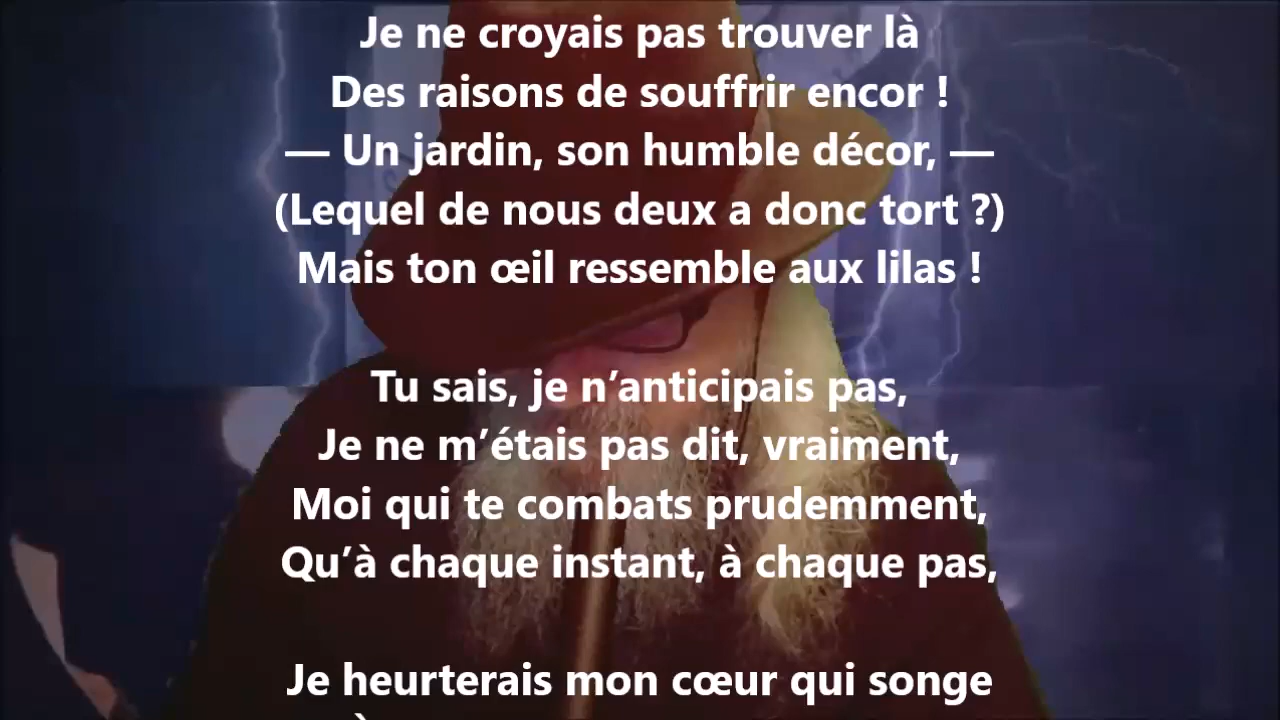 Je ne croyais pas trouver là
Des raisons de souffrir encor !
— Un jardin, son humble décor, —
(Lequel de nous deux a donc tort ?)
Mais ton œil ressemble aux lilas !
Tu sais, je n’anticipais pas,
Je ne m’étais pas dit, vraiment,
Moi qui te combats prudemment,
Qu’à chaque instant, à chaque pas,
Je heurterais mon cœur qui songe